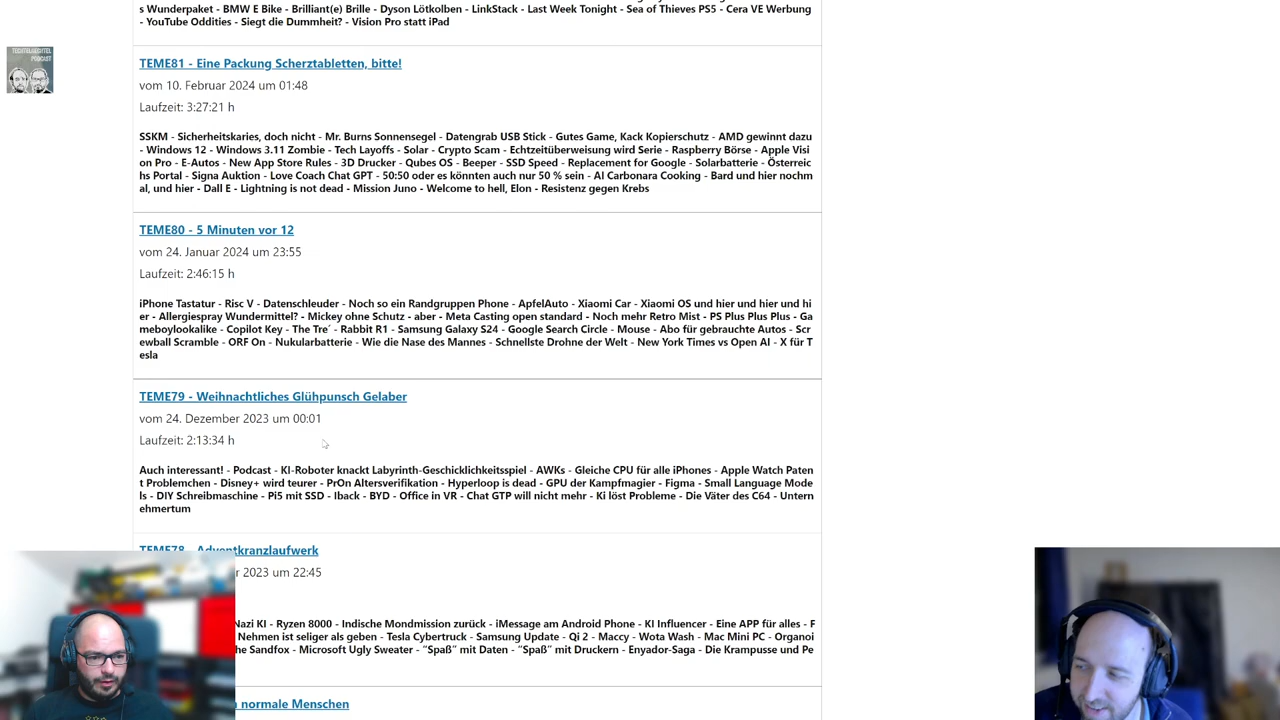 s Wunderpaket - BMW E Bike - Brilliant(e) Brille - Dyson Lötkolben - LinkStack - Last Week Tonight - Sea of Thieves PS5 - Cera VE Werbung
- YouTube Oddities - Siegt die Dummheit? - Vision Pro statt iPad
TECHTELMECHTEL
PODCAST
TEME81 - Eine Packung Scherztabletten, bitte!
vom 10. Februar 2024 um 01:48
Laufzeit: 3:27:21 h
SSKM - Sicherheitskaries, doch nicht - Mr. Burns Sonnensegel - Datengrab USB Stick - Gutes Game, Kack Kopierschutz - AMD gewinnt dazu
- Windows 12 - Windows 3.11 Zombie - Tech Layoffs - Solar - Crypto Scam - Echtzeitüberweisung wird Serie - Raspberry Börse - Apple Visi
on Pro - E-Autos - New App Store Rules - 3D Drucker - Qubes OS - Beeper - SSD Speed - Replacement for Google - Solarbatterie - Österreic
hs Portal - Signa Auktion - Love Coach Chat GPT - 50:50 oder es könnten auch nur 50 % sein - AI Carbonara Cooking - Bard und hier nochm
al, und hier - Dall E - Lightning is not dead - Mission Juno - Welcome to hell, Elon - Resistenz gegen Krebs
TEME80 - 5 Minuten vor 12
vom 24. Januar 2024 um 23:55
Laufzeit: 2:46:15 h
iPhone Tastatur - Risc V - Datenschleuder - Noch so ein Randgruppen Phone - ApfelAuto - Xiaomi Car - Xiaomi OS und hier und hier und hi
er - Allergiespray Wundermittel? - Mickey ohne Schutz - aber - Meta Casting open standard - Noch mehr Retro Mist - PS Plus Plus Plus - Ga
meboylookalike - Copilot Key - The Tre´ - Rabbit R1 - Samsung Galaxy S24 - Google Search Circle - Mouse - Abo für gebrauchte Autos - Scr
ewball Scramble - ORF On - Nukularbatterie - Wie die Nase des Mannes - Schnellste Drohne der Welt - New York Times vs Open AI - X für T
esla
TEME79 - Weihnachtliches Glühpunsch Gelaber
vom 24. Dezember 2023 um 00:01
Laufzeit: 2:13:34 h
Auch interessant! - Podcast - KI-Roboter knackt Labyrinth-Geschicklichkeitsspiel - AWKs - Gleiche CPU für alle iPhones - Apple Watch Paten
t Problemchen - Disney+ wird teurer - PrOn Altersverifikation - Hyperloop is dead - GPU der Kampfmagier - Figma - Small Language Mode
ls - DIY Schreibmaschine - Pi5 mit SSD - Iback - BYD - Office in VR - Chat GTP will nicht mehr - Ki löst Probleme - Die Väter des C64 - Untern
ehmertum
TEME78 - Adventkranzlaufwerk
r 2023 um 22:45
Nazi KI - Ryzen 8000 - Indische Mondmission zurück - iMessage am Android Phone - KI Influencer - Eine APP für alles - F
Nehmen ist seliger als geben - Tesla Cybertruck - Samsung Update - Qi 2 - Maccy - Wota Wash - Mac Mini PC - Organoi
he Sandfox - Microsoft Ugly Sweater - "Spaß" mit Daten - "Spaß" mit Druckern - Enyador-Saga - Die Krampusse und Pe
normale Menschen